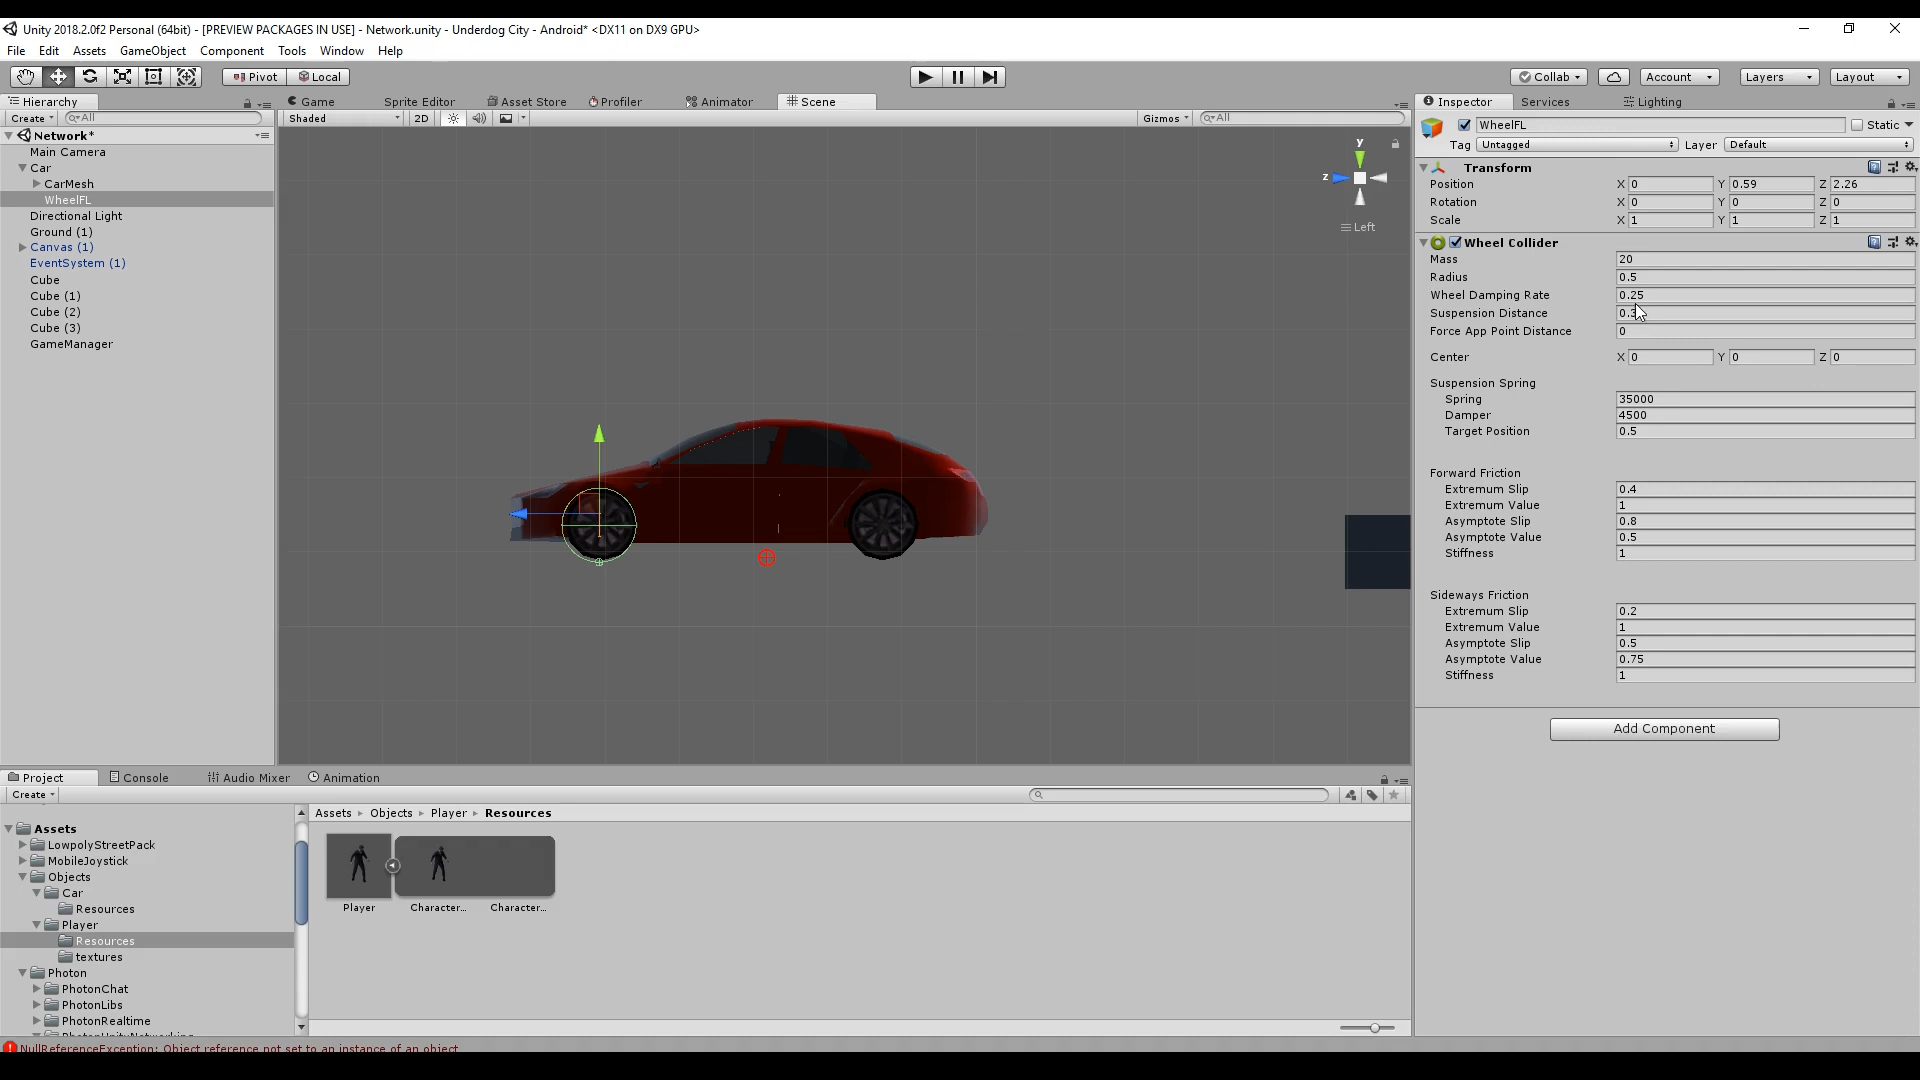 Unity 2018.2.0f2 Personal (64bit) - [PREVIEW PACKAGES IN USE] - Network.unity - Underdog City - Android* <DX11 on DX9 GPU>
File Edit Assets GameObject Component Tools Window Help
Pivot Local Collab Account Layers Layout
Hierarchy
Create All
Network*
Main Camera
Car
CarMesh
WheelFL
Directional Light
Ground (1)
Canvas (1)
EventSystem (1)
Cube
Cube (1)
Cube (2)
Cube (3)
GameManager
Game Sprite Editor Asset Store Profiler Animator Scene
Shaded 2D Gizmos All
y
z
Left
Inspector Services Lighting
WheelFL Static
Tag Untagged Layer Default
Transform
Position X 0 Y 0.59 Z 2.26
Rotation X 0 Y 0 Z 0
Scale X 1 Y 1 Z 1
Wheel Collider
Mass 20
Radius 0.5
Wheel Damping Rate 0.25
Suspension Distance 0.3
Force App Point Distance 0
Center X 0 Y 0 Z 0
Suspension Spring
Spring 35000
Damper 4500
Target Position 0.5
Forward Friction
Extremum Slip 0.4
Extremum Value 1
Asymptote Slip 0.8
Asymptote Value 0.5
Stiffness 1
Sideways Friction
Extremum Slip 0.2
Extremum Value 1
Asymptote Slip 0.5
Asymptote Value 0.75
Stiffness 1
Add Component
Project Console Audio Mixer Animation
Create
Assets
LowpolyStreetPack
MobileJoystick
Objects
Car
Resources
Player
Resources
textures
Photon
PhotonChat
PhotonLibs
PhotonRealtime
PhotonUnityNetworking
Assets Objects Player Resources
Player Character... Character...
NullReferenceException: Object reference not set to an instance of an object